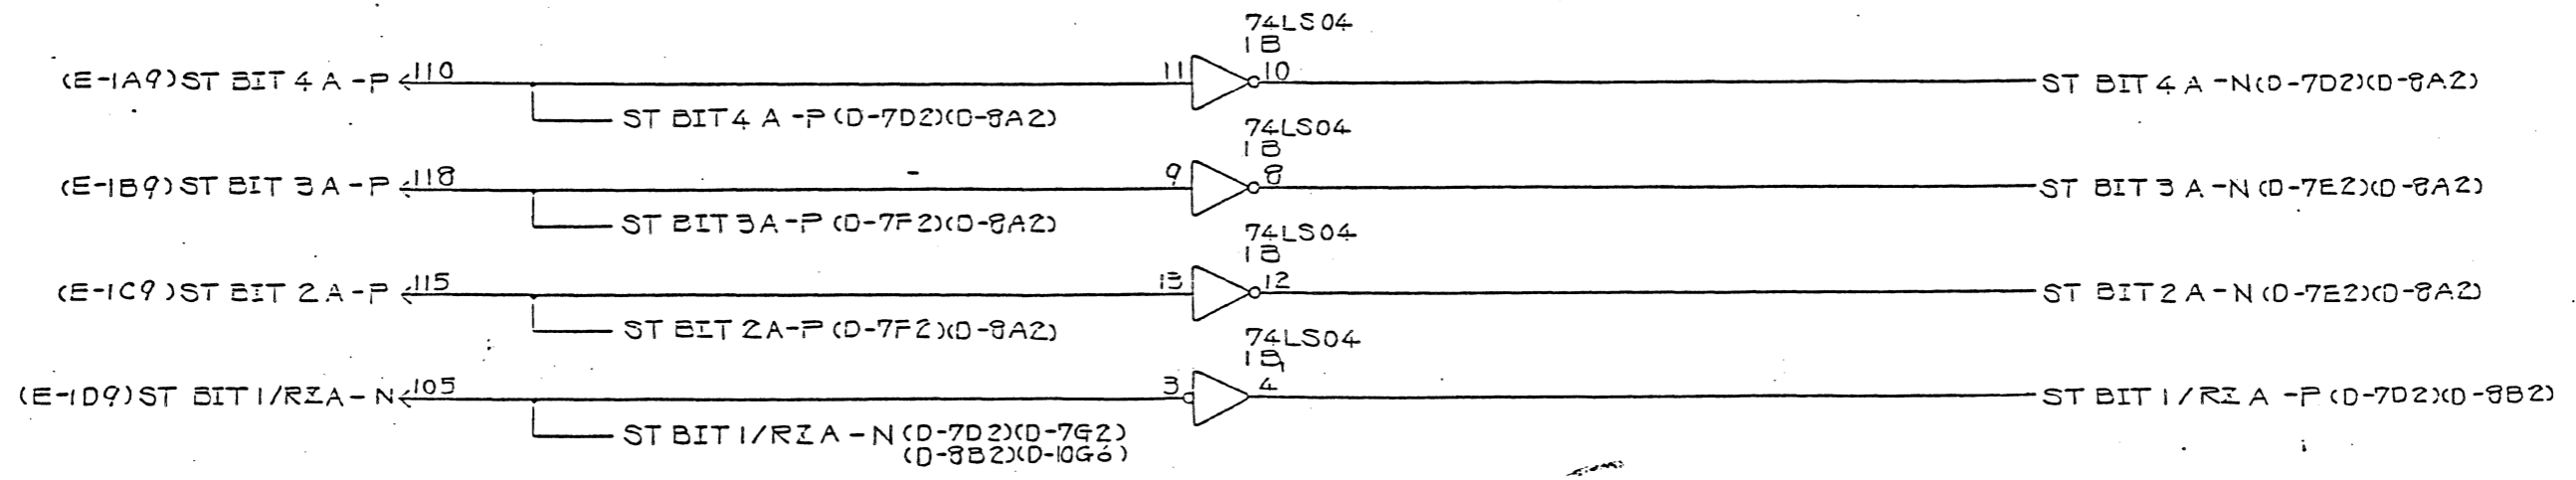 74LS04
1B
(E-1A9)ST BIT 4 A -P 110 11 10 ST BIT 4 A -N(D-7D2)(D-8A2)
ST BIT 4 A -P (D-7D2)(D-8A2)
74LS04
1B
(E-1B9)ST BIT 3 A -P 118 9 8 ST BIT 3 A -N (D-7E2)(D-8A2)
ST BIT 3A -P (D-7F2)(D-8A2)
74LS04
1B
(E-1C9)ST BIT 2 A -P 115 13 12 ST BIT 2 A -N (D-7E2)(D-8A2)
ST BIT 2A-P (D-7F2)(D-8A2)
74LS04
1B
(E-1D9)ST BIT 1/RZ A - N 105 3 4 ST BIT 1/RZ A -P (D-7D2)(D-8B2)
ST BIT 1/RZ A - N (D-7D2)(D-7G2)
(D-8B2)(D-10G6)